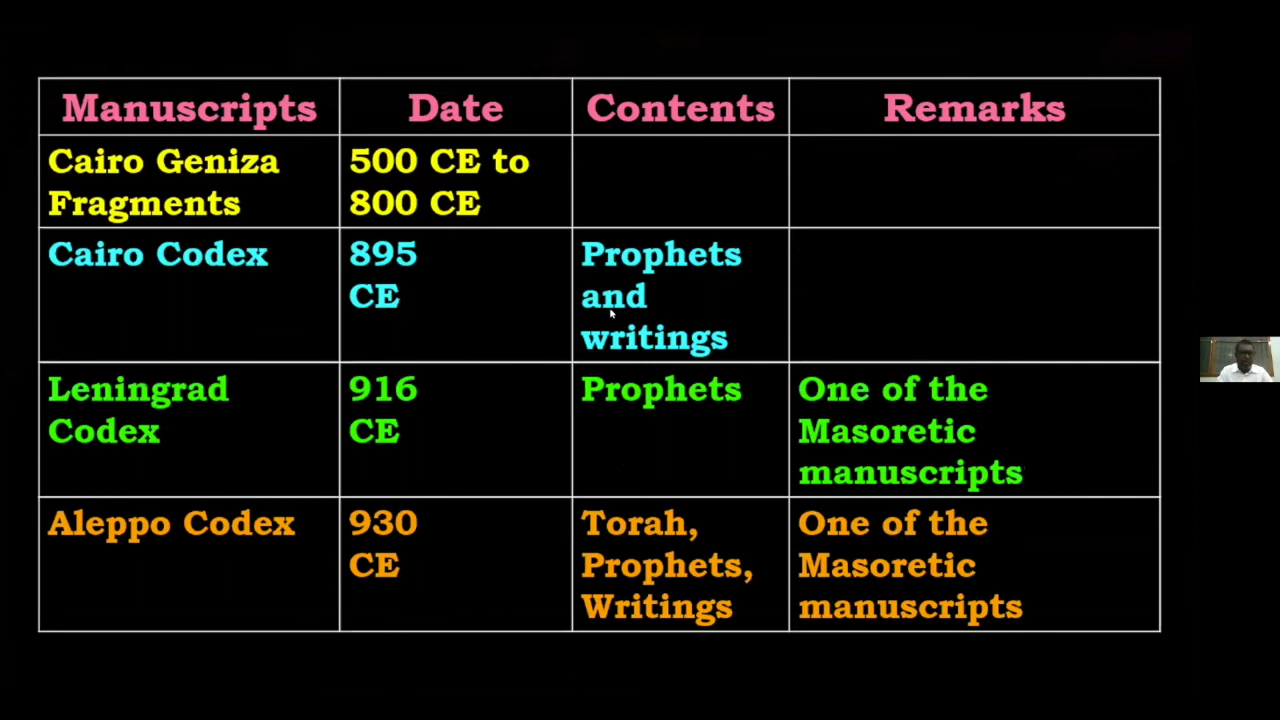 Manuscripts Date Contents Remarks
Cairo Geniza 500 CE to
Fragments 800 CE
Cairo Codex 895 Prophets
CE and
writings
Leningrad 916 Prophets One of the
Codex CE Masoretic
manuscripts
Aleppo Codex 930 Torah, One of the
CE Prophets, Masoretic
Writings manuscripts